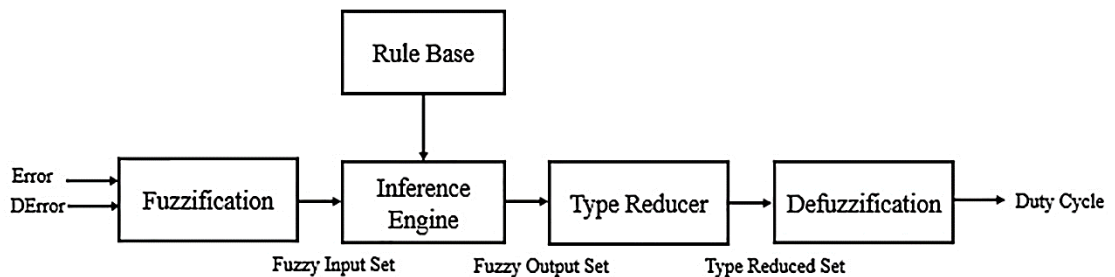 Rule Base
Error
DError
Fuzzification
Inference
Engine
Type Reducer
Defuzzification
Duty Cycle
Fuzzy Input Set
Fuzzy Output Set
Type Reduced Set